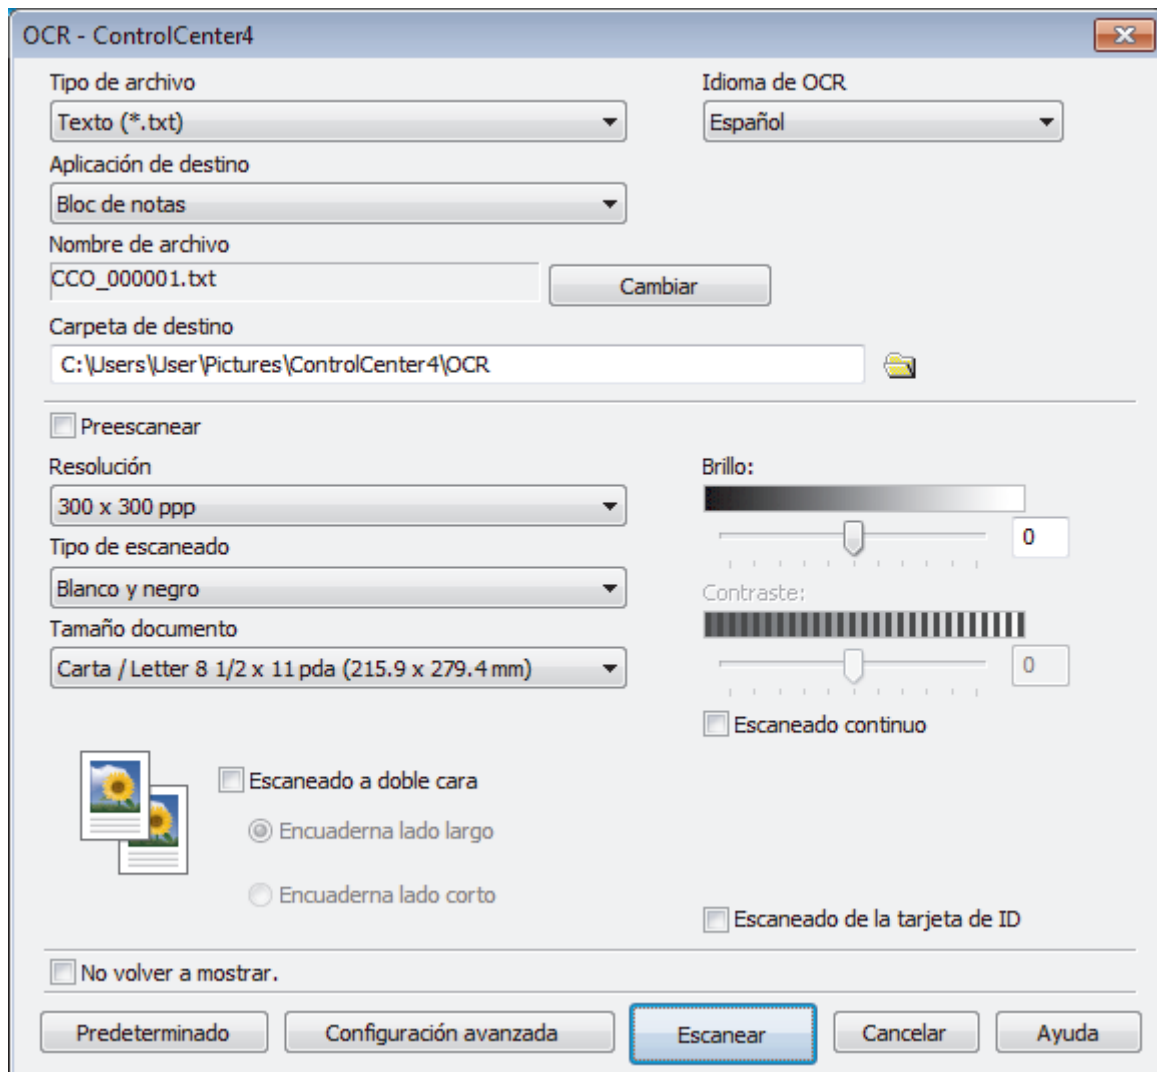 OCR - ControlCenter4
Tipo de archivo
Texto (*.txt)
Idioma de OCR
Español
Aplicación de destino
Bloc de notas
Nombre de archivo
CCO_000001.txt
Cambiar
Carpeta de destino
C:\Users\User\Pictures\ControlCenter4\OCR
Preescanear
Resolución
300 x 300 ppp
Tipo de escaneado
Blanco y negro
Tamaño documento
Carta / Letter 8 1/2 x 11 pda (215.9 x 279.4 mm)
Brillo:
0
Contraste:
0
Escaneado continuo
Escaneado a doble cara
Encuaderna lado largo
Encuaderna lado corto
Escaneado de la tarjeta de ID
No volver a mostrar.
Predeterminado
Configuración avanzada
Escanear
Cancelar
Ayuda